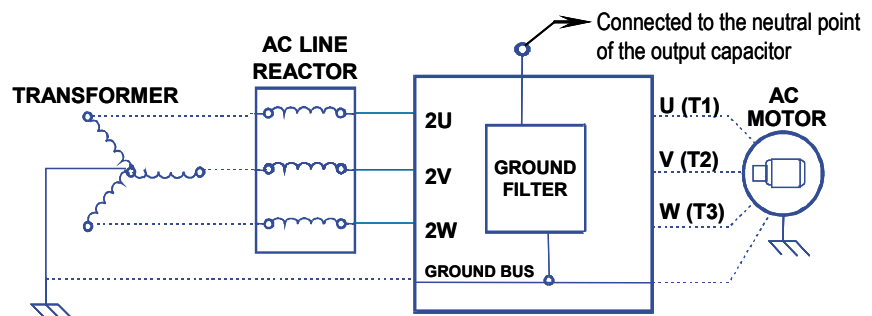 Connected to the neutral point
of the output capacitor
AC LINE
REACTOR
TRANSFORMER
2U
2V
2W
GROUND
FILTER
GROUND BUS
U (T1)
V (T2)
W (T3)
AC
MOTOR